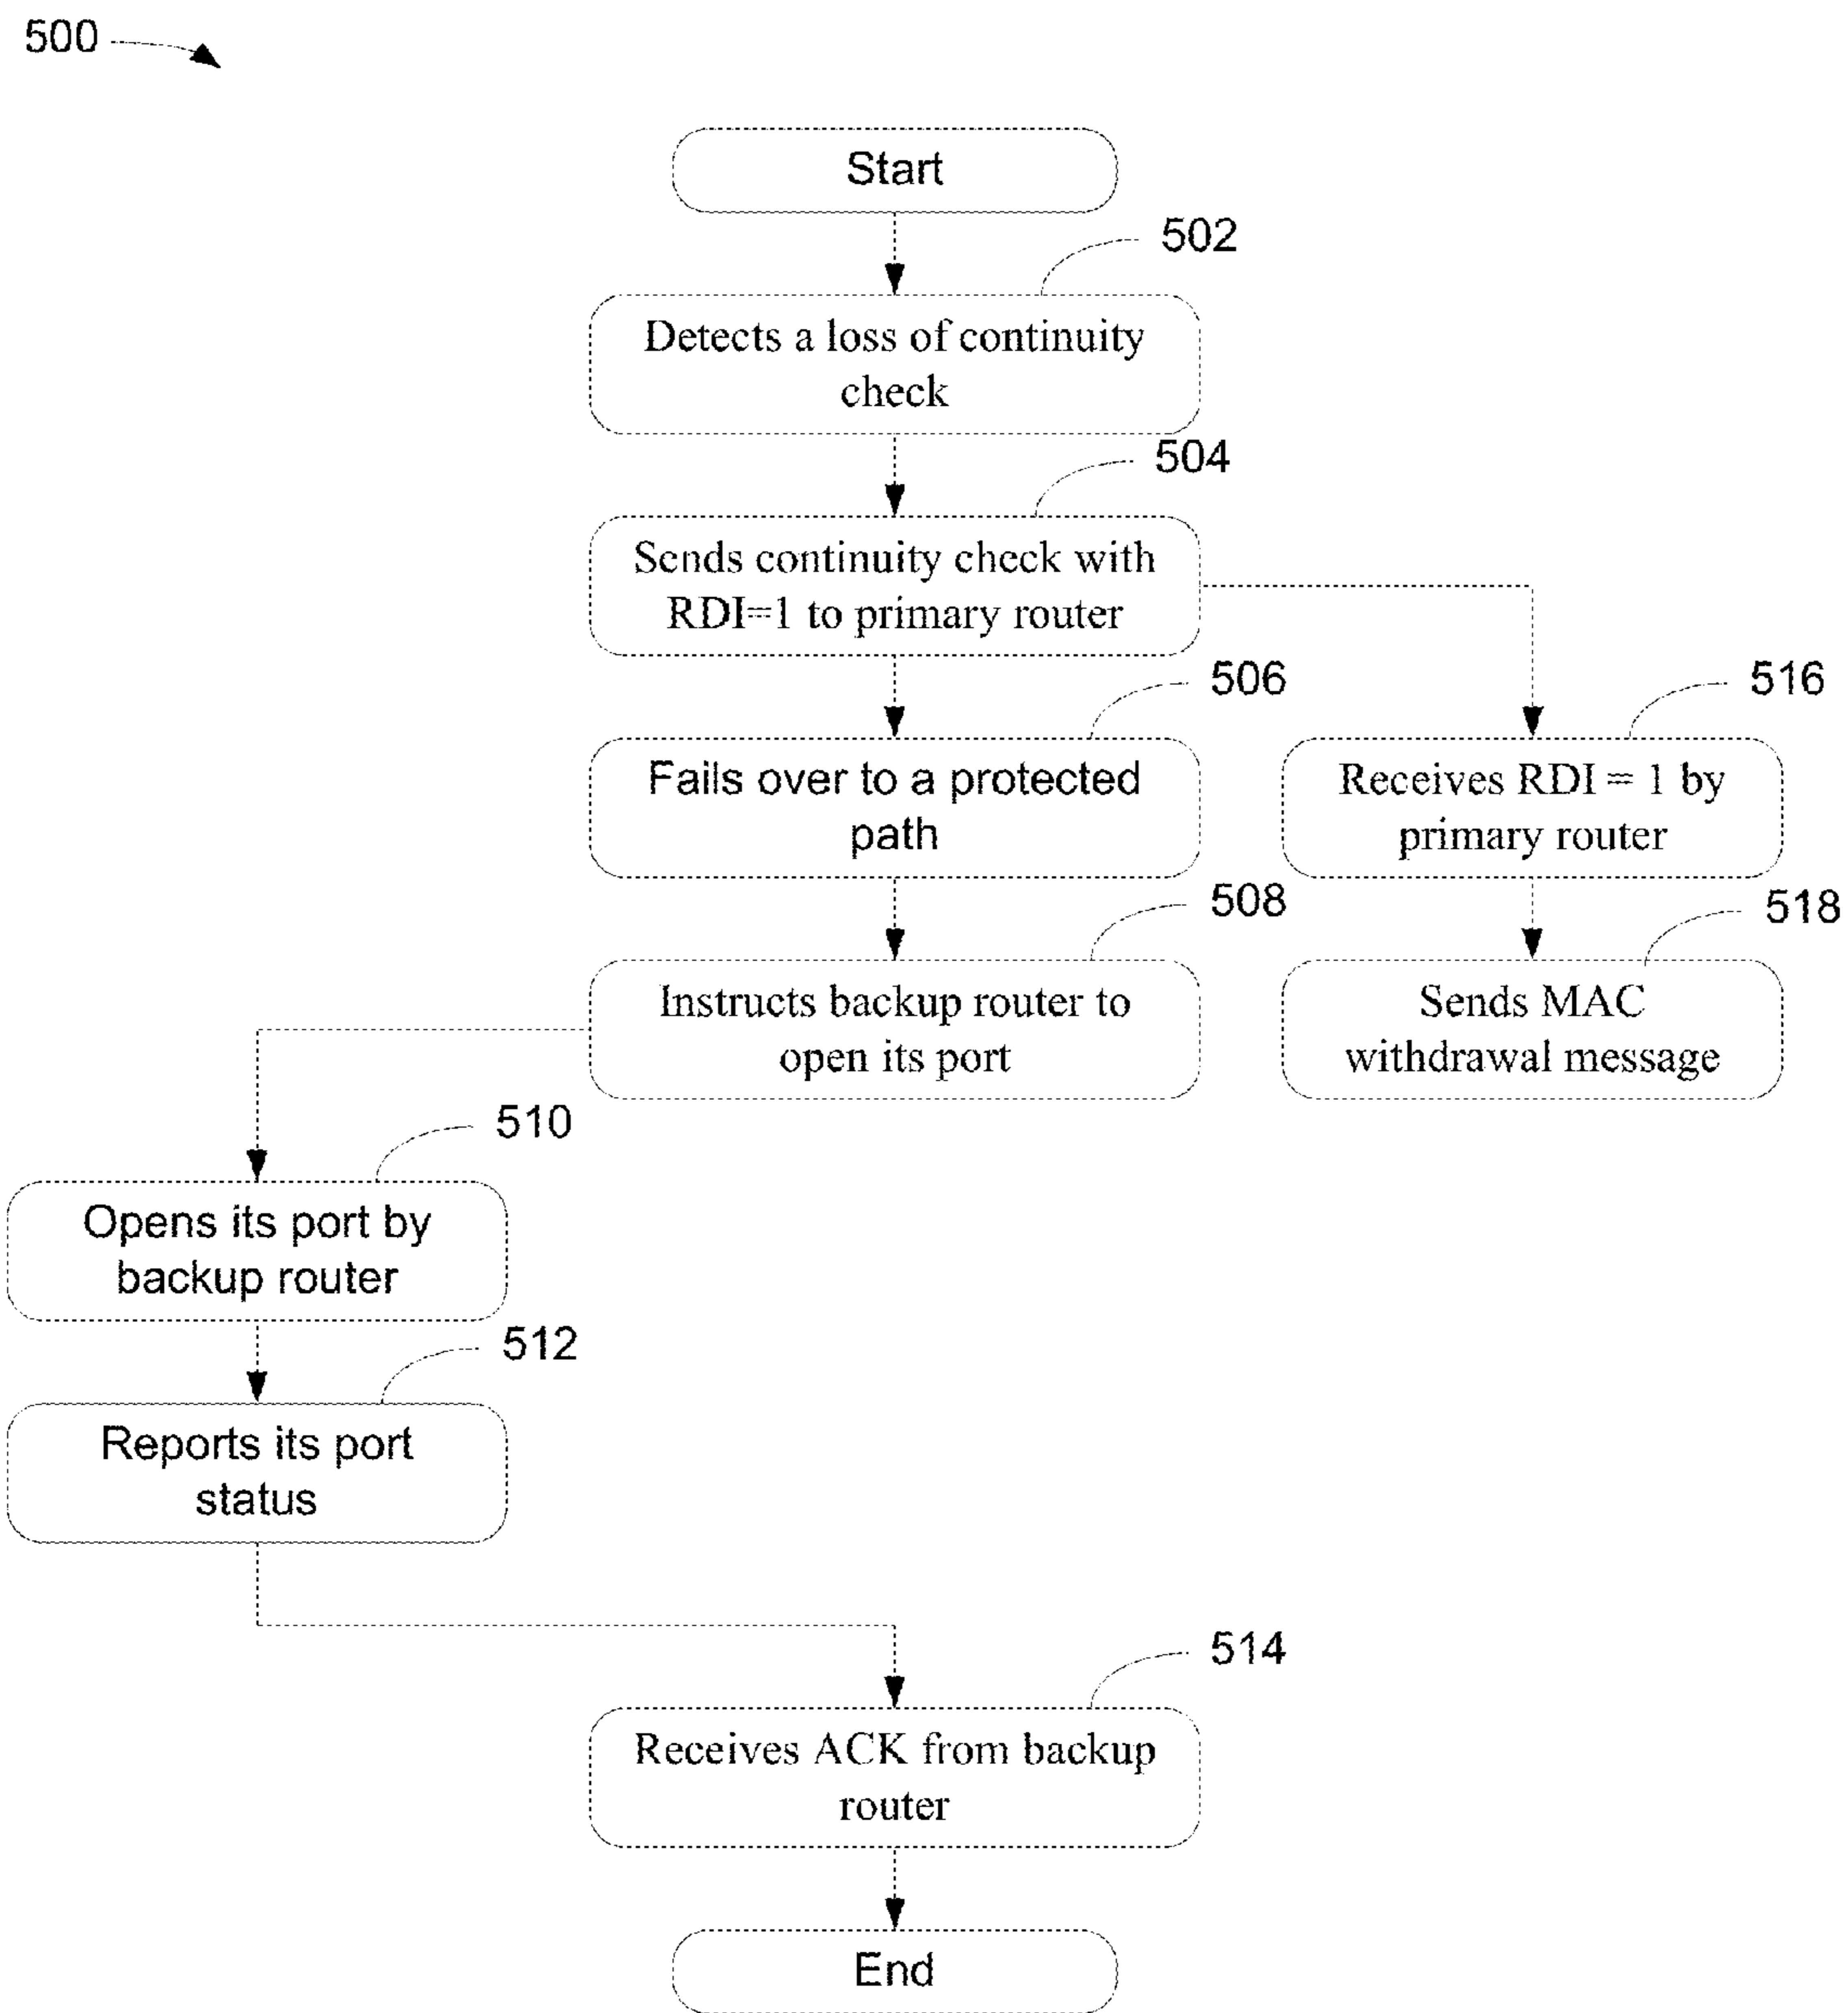 500
Start
502
Detects a loss of continuity
check
504
Sends continuity check with
RDI=1 to primary router
506
Fails over to a protected
path
516
Receives RDI = 1 by
primary router
508
Instructs backup router to
open its port
518
Sends MAC
withdrawal message
510
Opens its port by
backup router
512
Reports its port
status
514
Receives ACK from backup
router
End